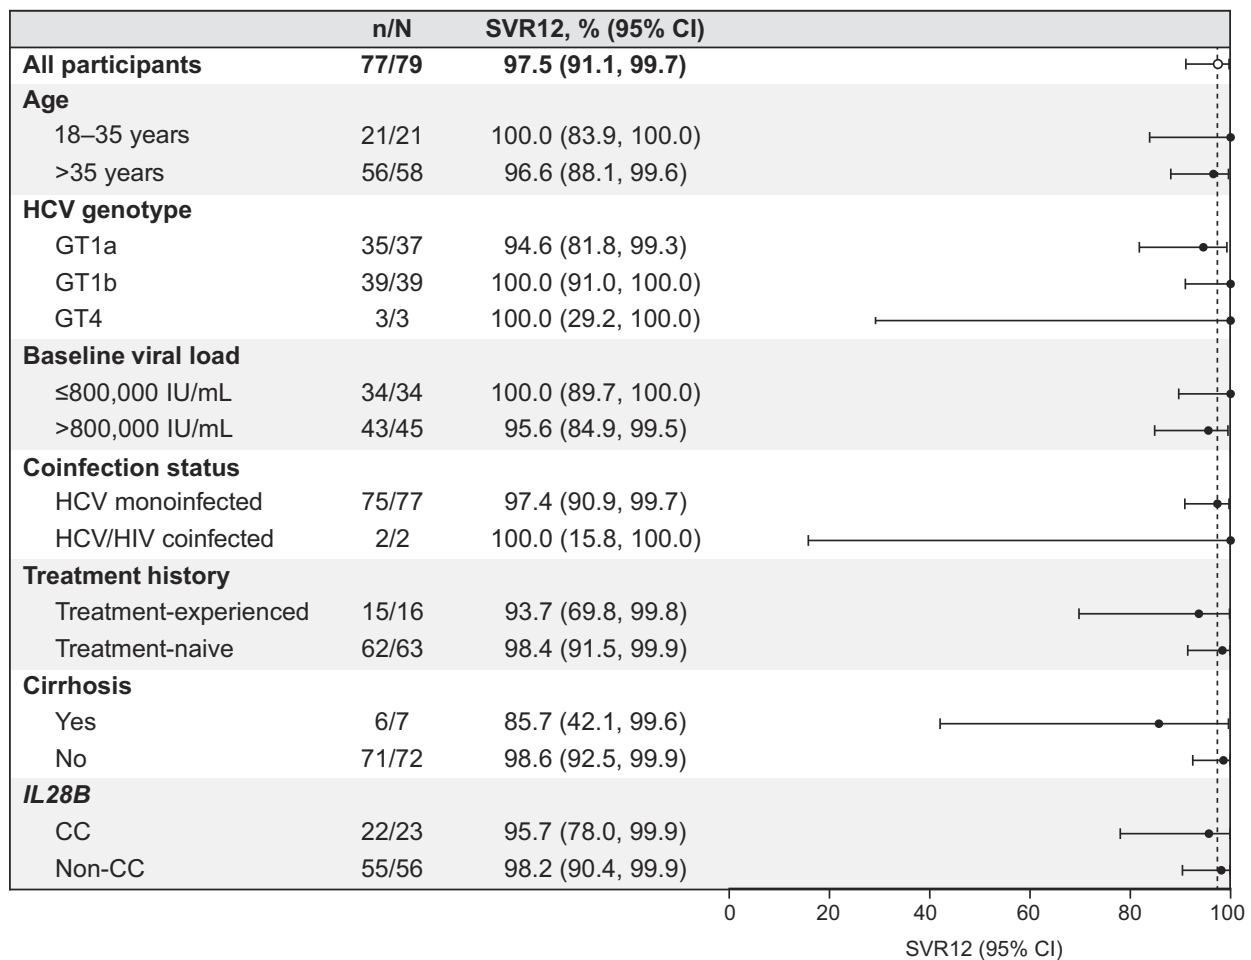 n/N SVR12, % (95% CI)
All participants 77/79 97.5 (91.1, 99.7)
Age
18–35 years 21/21 100.0 (83.9, 100.0)
>35 years 56/58 96.6 (88.1, 99.6)
HCV genotype
GT1a 35/37 94.6 (81.8, 99.3)
GT1b 39/39 100.0 (91.0, 100.0)
GT4 3/3 100.0 (29.2, 100.0)
Baseline viral load
≤800,000 IU/mL 34/34 100.0 (89.7, 100.0)
>800,000 IU/mL 43/45 95.6 (84.9, 99.5)
Coinfection status
HCV monoinfected 75/77 97.4 (90.9, 99.7)
HCV/HIV coinfected 2/2 100.0 (15.8, 100.0)
Treatment history
Treatment-experienced 15/16 93.7 (69.8, 99.8)
Treatment-naive 62/63 98.4 (91.5, 99.9)
Cirrhosis
Yes 6/7 85.7 (42.1, 99.6)
No 71/72 98.6 (92.5, 99.9)
IL28B
CC 22/23 95.7 (78.0, 99.9)
Non-CC 55/56 98.2 (90.4, 99.9)
0 20 40 60 80 100
SVR12 (95% CI)